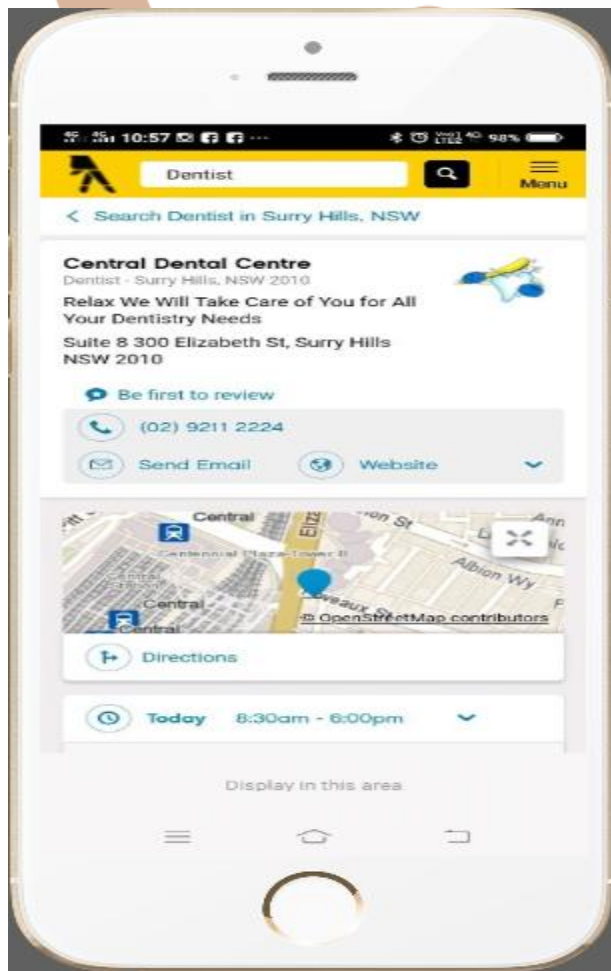 10:57
98%
Dentist
Menu
< Search Dentist in Surry Hills, NSW
Central Dental Centre
Dentist - Surry Hills, NSW 2010
Relax We Will Take Care of You for All
Your Dentistry Needs
Suite 8 300 Elizabeth St, Surry Hills
NSW 2010
Be first to review
(02) 9211 2224
Send Email Website
Central
Centennial Plaza-Tower B
Albion Wy
Central
Central
© OpenStreetMap contributors
Directions
Today 8:30am - 6:00pm
Display in this area